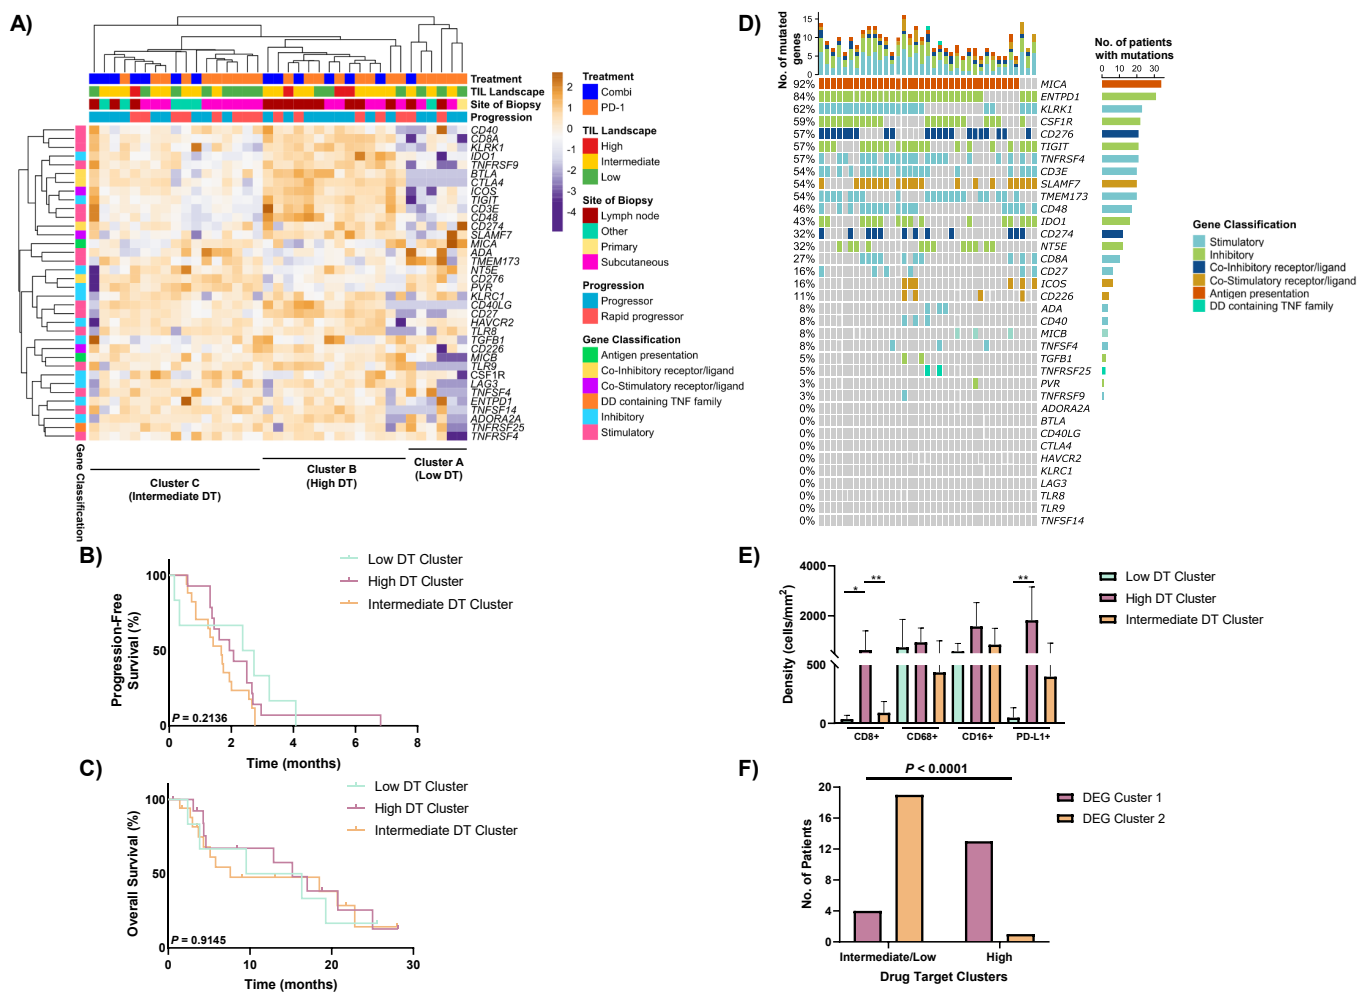 A)
Treatment
TIL Landscape
Site of Biopsy
Progression
CD40
CD8A
KLRK1
IDO1
TNFRSF9
BTLA
CTLA4
ICOS
TIGIT
CD3E
CD48
CD274
SLAMF7
MICA
ADA
TMEM173
NT5E
CD276
PVR
KLRC1
CD40LG
CD27
HAVCR2
TLR8
TGFB1
CD226
MICB
TLR9
CSF1R
LAG3
TNFSF4
ENTPD1
TNFSF14
ADORA2A
TNFRSF25
TNFRSF4
Gene Classification
Cluster C
(Intermediate DT)
Cluster B
(High DT)
Cluster A
(Low DT)
2
1
0
-1
-2
-3
-4
Treatment
Combi
PD-1
TIL Landscape
High
Intermediate
Low
Site of Biopsy
Lymph node
Other
Primary
Subcutaneous
Progression
Progressor
Rapid progressor
Gene Classification
Antigen presentation
Co-Inhibitory receptor/ligand
Co-Stimulatory receptor/ligand
DD containing TNF family
Inhibitory
Stimulatory
B)
Progression-Free
Survival (%)
100
50
0
0 2 4 6 8
Time (months)
P = 0.2136
Low DT Cluster
High DT Cluster
Intermediate DT Cluster
C)
Overall Survival (%)
100
50
0
0 10 20 30
Time (months)
P = 0.9145
Low DT Cluster
High DT Cluster
Intermediate DT Cluster
D)
No. of mutated
genes
15
10
5
0
No. of patients
with mutations
0 10 20 30
92% MICA
84% ENTPD1
62% KLRK1
59% CSF1R
57% CD276
57% TIGIT
57% TNFRSF4
54% CD3E
54% SLAMF7
54% TMEM173
46% CD48
43% IDO1
32% CD274
32% NT5E
27% CD8A
16% CD27
16% ICOS
11% CD226
8% ADA
8% CD40
8% MICB
8% TNFSF4
5% TGFB1
5% TNFRSF25
3% PVR
3% TNFRSF9
0% ADORA2A
0% BTLA
0% CD40LG
0% CTLA4
0% HAVCR2
0% KLRC1
0% LAG3
0% TLR8
0% TLR9
0% TNFSF14
Gene Classification
Stimulatory
Inhibitory
Co-Inhibitory receptor/ligand
Co-Stimulatory receptor/ligand
Antigen presentation
DD containing TNF family
E)
Density (cells/mm²)
4000
2000
500
0
*
**
**
CD8+ CD68+ CD16+ PD-L1+
Low DT Cluster
High DT Cluster
Intermediate DT Cluster
F)
P < 0.0001
No. of Patients
20
16
12
8
4
0
Intermediate/Low High
Drug Target Clusters
DEG Custer 1
DEG Cluster 2